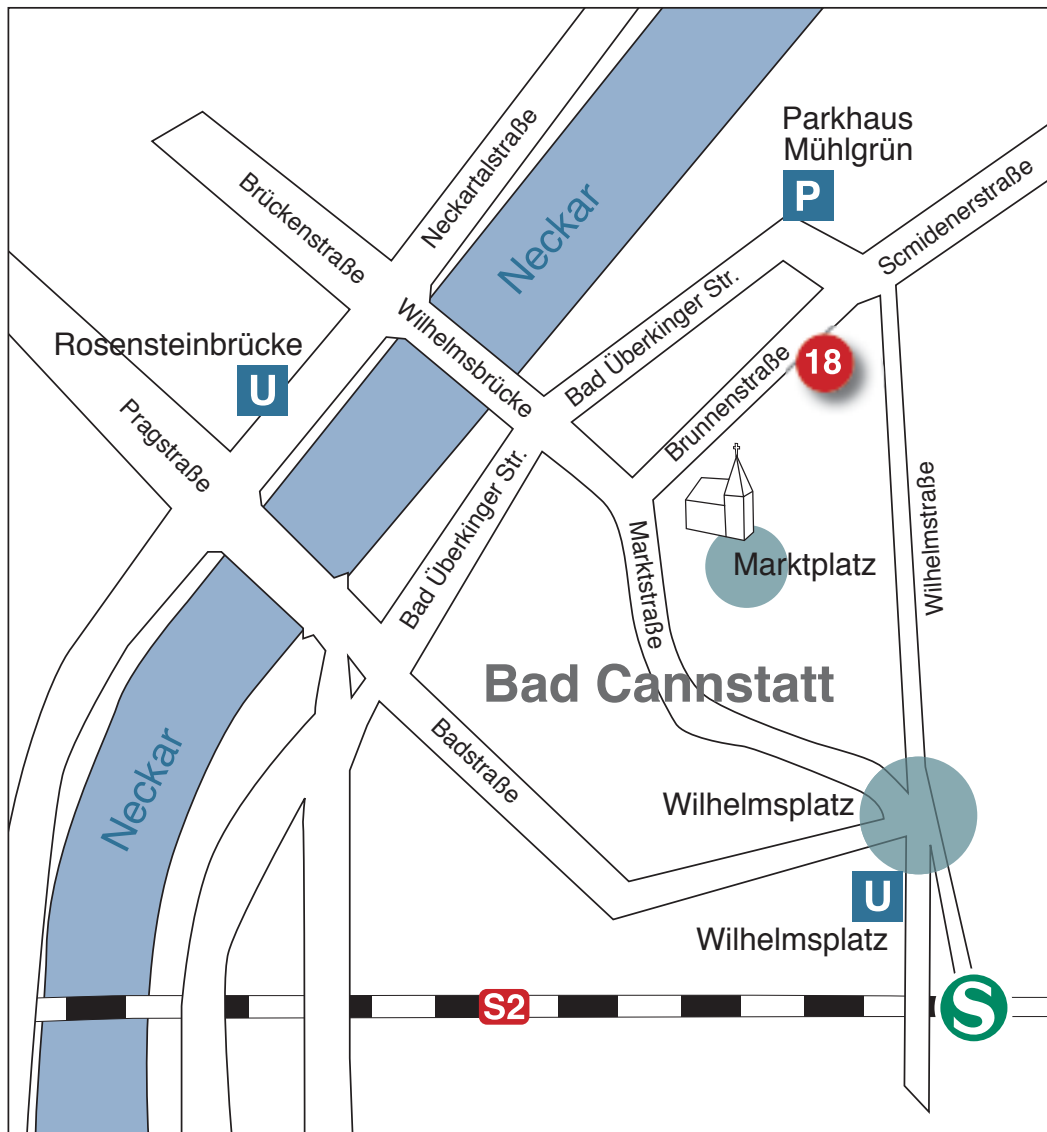 Parkhaus
Mühlgrün
P
Neckartalstraße
Brückenstraße
Neckar
Scmidenerstraße
Wilhelmsbrücke
Bad Überkinger Str.
Rosensteinbrücke
U
18
Brunnenstraße
Pragstraße
Bad Überkinger Str.
Marktstraße
Marktplatz
Wilhelmstraße
Bad Cannstatt
Neckar
Badstraße
Wilhelmsplatz
U
Wilhelmsplatz
S2
S